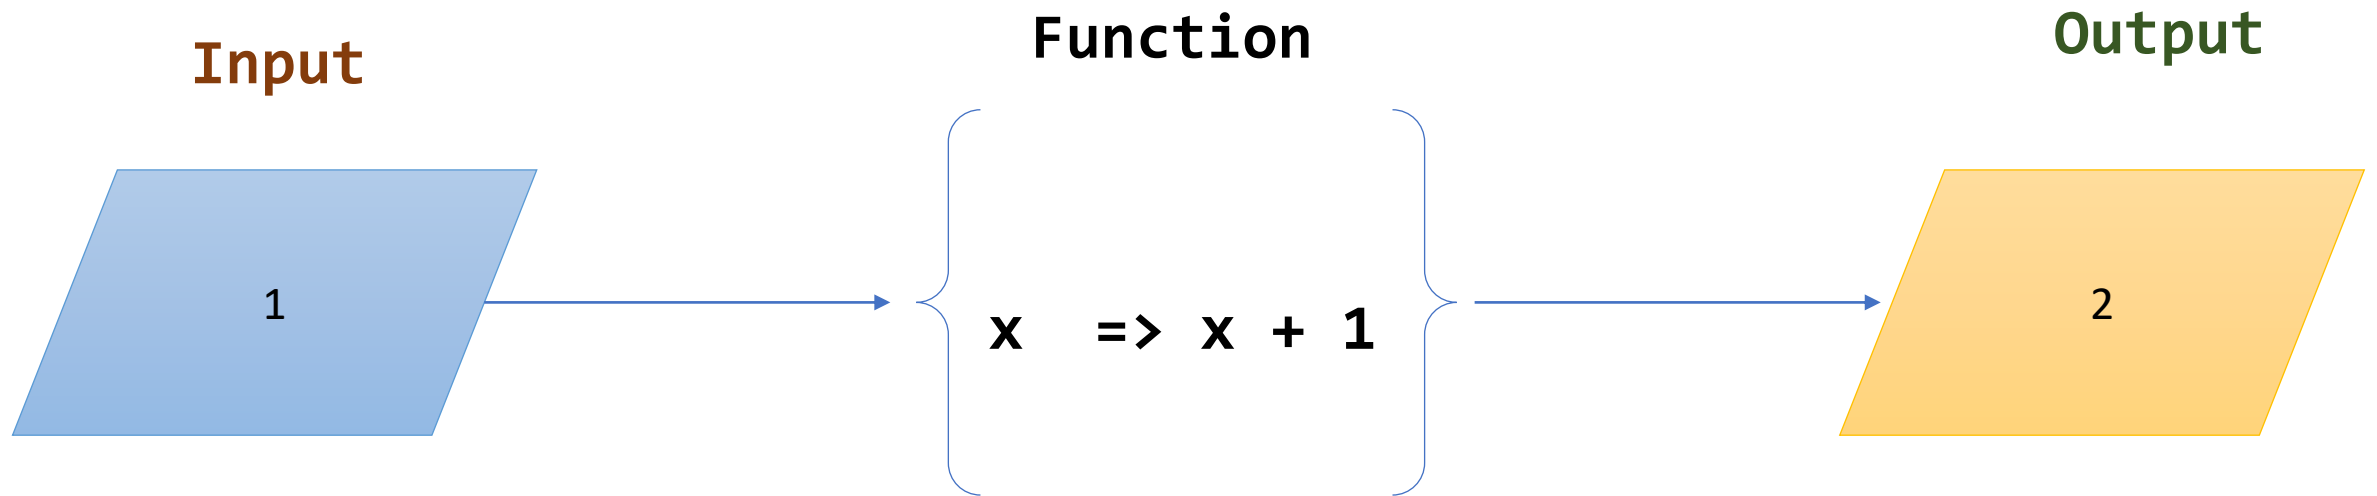 Input
Function
Output
1
x  => x + 1
2